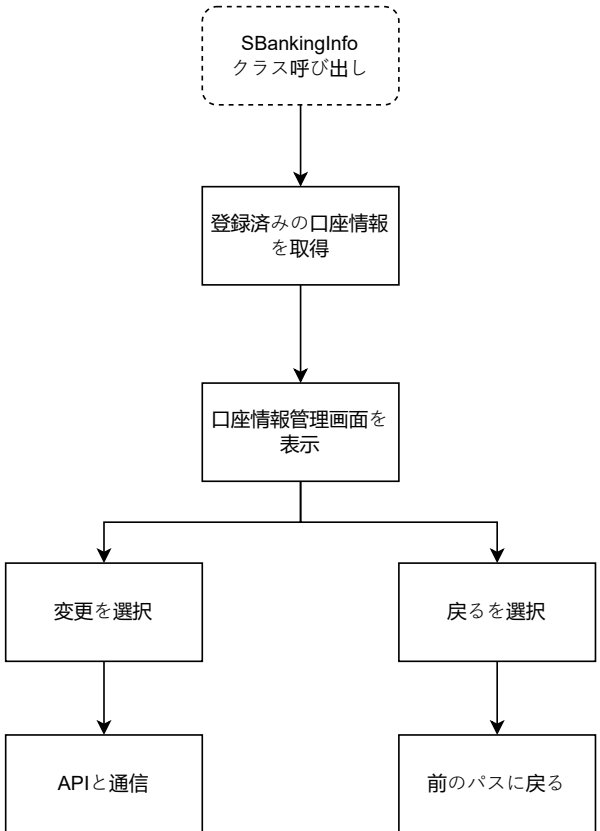 SBankingInfo
クラス呼び出し
登録済みの口座情報
を取得
口座情報管理画面を
表示
変更を選択
戻るを選択
APIと通信
前のパスに戻る